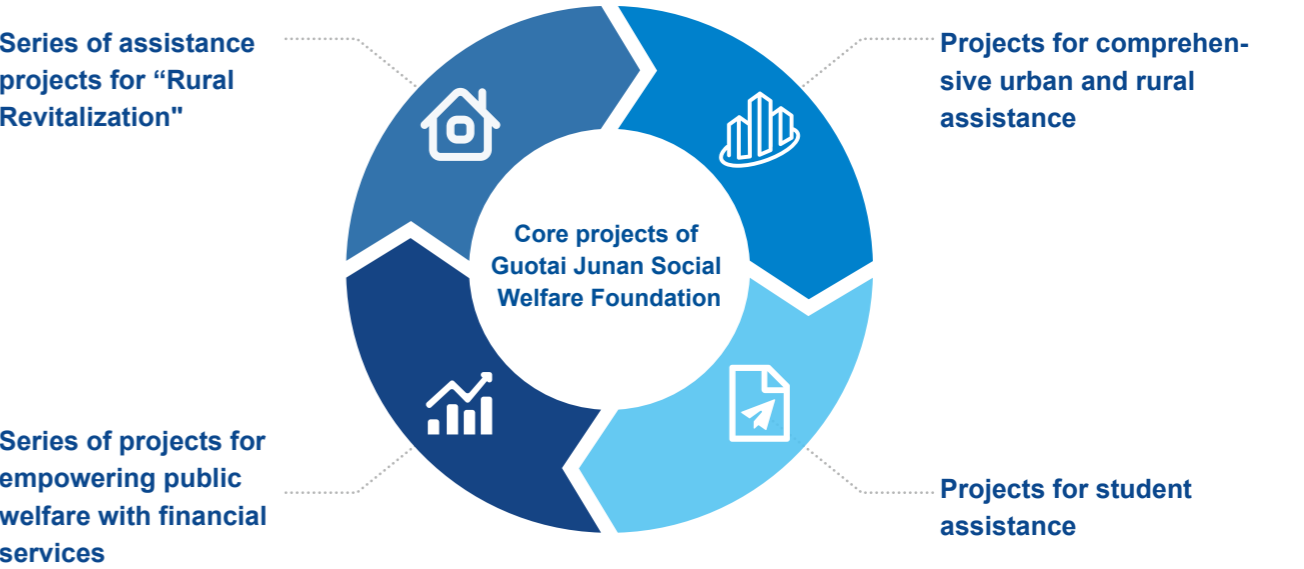 Series of assistance
projects for “Rural
Revitalization"
Projects for comprehen-
sive urban and rural
assistance
Core projects of
Guotai Junan Social
Welfare Foundation
Series of projects for
empowering public
welfare with financial
services
Projects for student
assistance